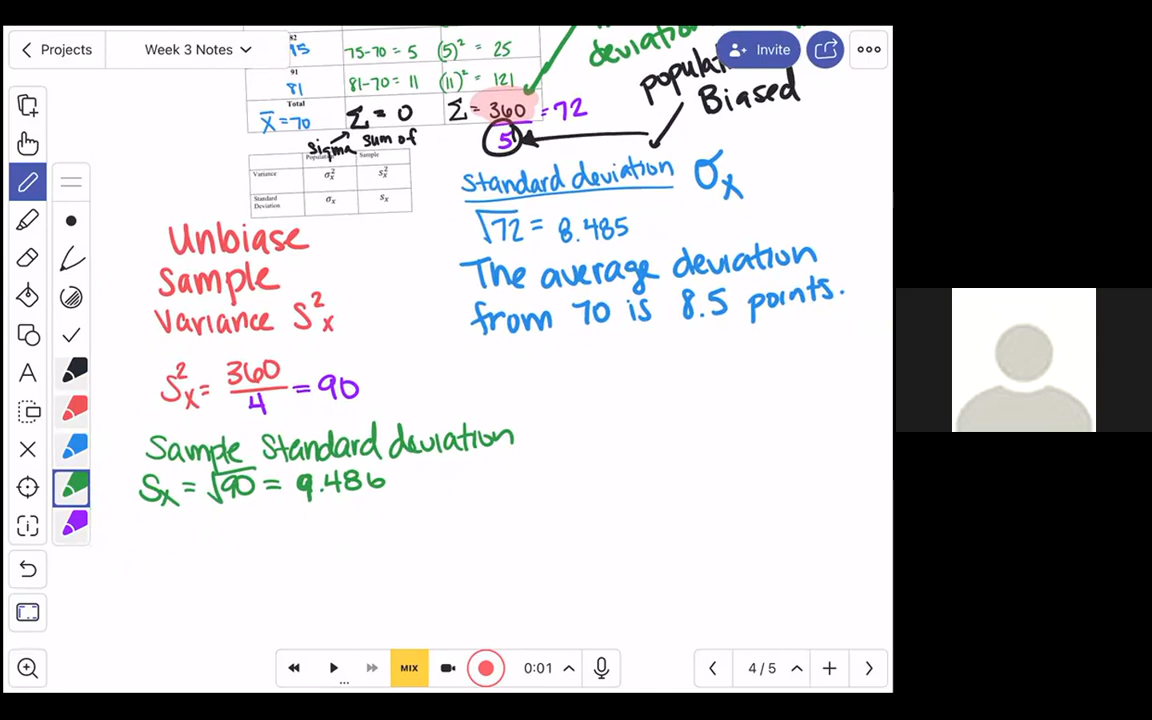 Projects
Week 3 Notes
Invite
82
75-70 = 5 (5)² = 25
91
81 81-70 = 11 (11)² = 121
Total
X̄ = 70 Σ = 0 Σ = 360 = 72
5
Sigma sum of
Sample
Variance σ²x s²x
Standard Deviation σx sx
deviation
Biased
Standard deviation σx
√72 = 8.485
The average deviation
from 70 is 8.5 points.
Unbiase
Sample
Variance S²x
S²x = 360/4 = 90
Sample Standard deviation
Sx = √90 = 9.486
A
MIX
0:01
4/5